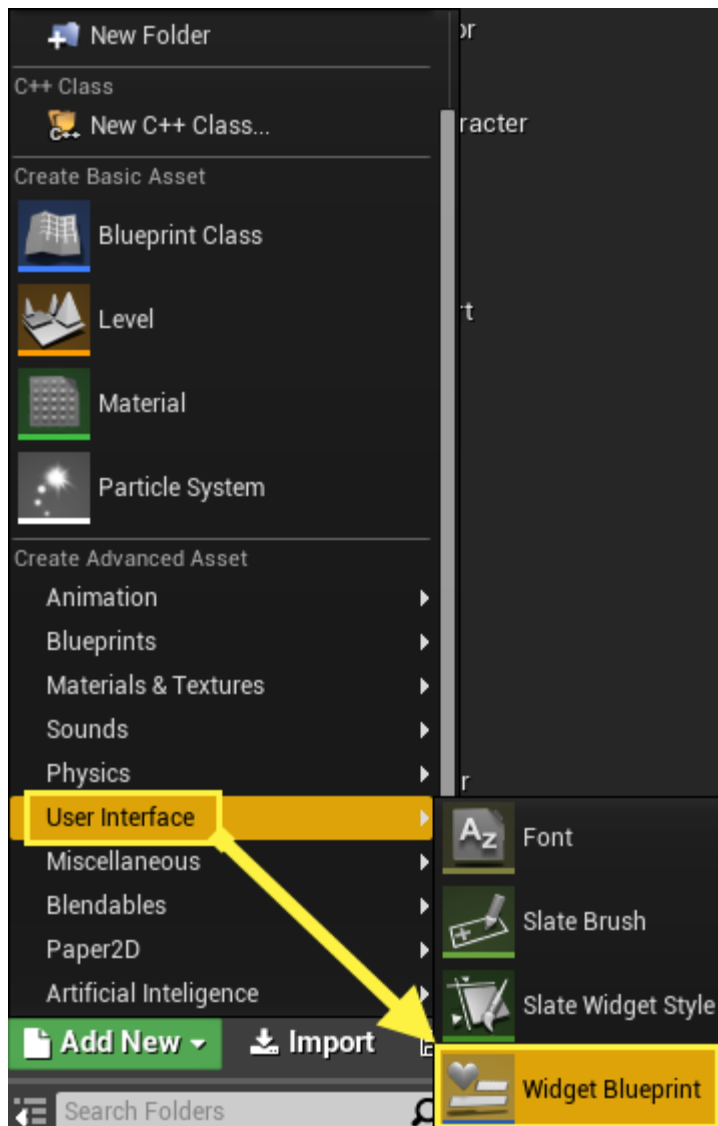 New Folder
C++ Class
New C++ Class...
Create Basic Asset
Blueprint Class
Level
Material
Particle System
Create Advanced Asset
Animation
Blueprints
Materials & Textures
Sounds
Physics
User Interface
Miscellaneous
Blendables
Paper2D
Artificial Inteligence
Font
Slate Brush
Slate Widget Style
Widget Blueprint
Add New
Import
Search Folders